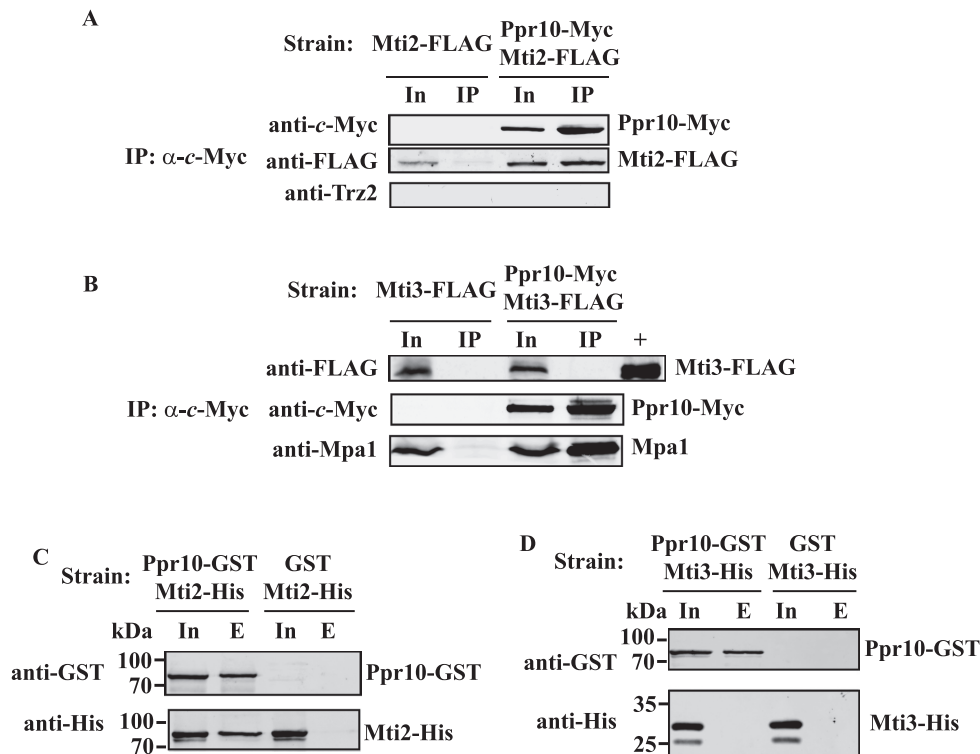 A
Strain: Mti2-FLAG Ppr10-Myc Mti2-FLAG
In IP In IP
anti-c-Myc Ppr10-Myc
IP: α-c-Myc anti-FLAG Mti2-FLAG
anti-Trz2
B
Strain: Mti3-FLAG Ppr10-Myc Mti3-FLAG
In IP In IP +
anti-FLAG Mti3-FLAG
IP: α-c-Myc anti-c-Myc Ppr10-Myc
anti-Mpa1 Mpa1
C
Strain: Ppr10-GST Mti2-His GST Mti2-His
kDa In E In E
anti-GST 100 70 Ppr10-GST
anti-His 100 70 Mti2-His
D
Strain: Ppr10-GST Mti3-His GST Mti3-His
kDa In E In E
anti-GST 100 70 Ppr10-GST
anti-His 35 25 Mti3-His